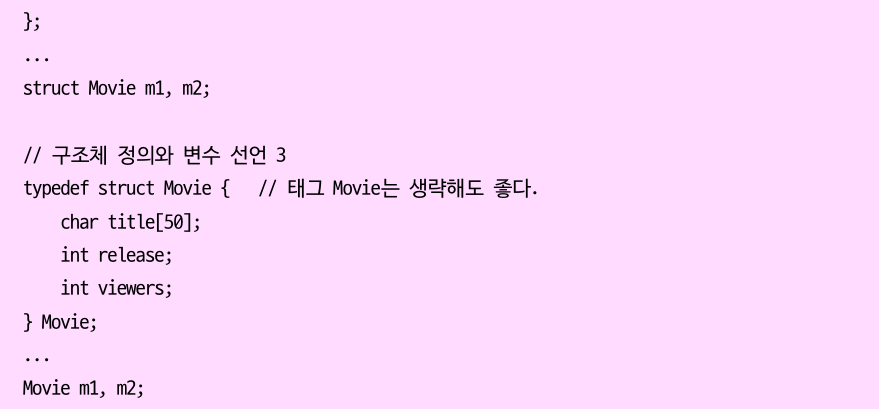 };
...
struct Movie m1, m2;
// 구조체 정의와 변수 선언 3
typedef struct Movie {   // 태그 Movie는 생략해도 좋다.
    char title[50];
    int release;
    int viewers;
} Movie;
...
Movie m1, m2;